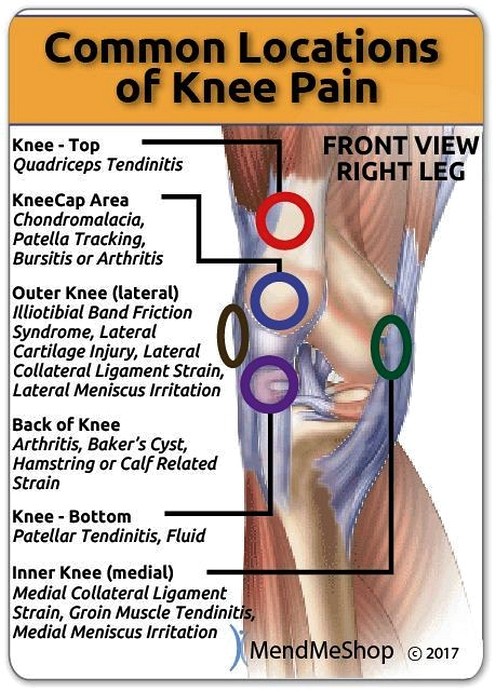 Common Locations
of Knee Pain
FRONT VIEW
RIGHT LEG
Knee - Top
Quadriceps Tendinitis
KneeCap Area
Chondromalacia,
Patella Tracking,
Bursitis or Arthritis
Outer Knee (lateral)
Illiotibial Band Friction
Syndrome, Lateral
Cartilage Injury, Lateral
Collateral Ligament Strain,
Lateral Meniscus Irritation
Back of Knee
Arthritis, Baker's Cyst,
Hamstring or Calf Related
Strain
Knee - Bottom
Patellar Tendinitis, Fluid
Inner Knee (medial)
Medial Collateral Ligament
Strain, Groin Muscle Tendinitis,
Medial Meniscus Irritation
MendMeShop © 2017